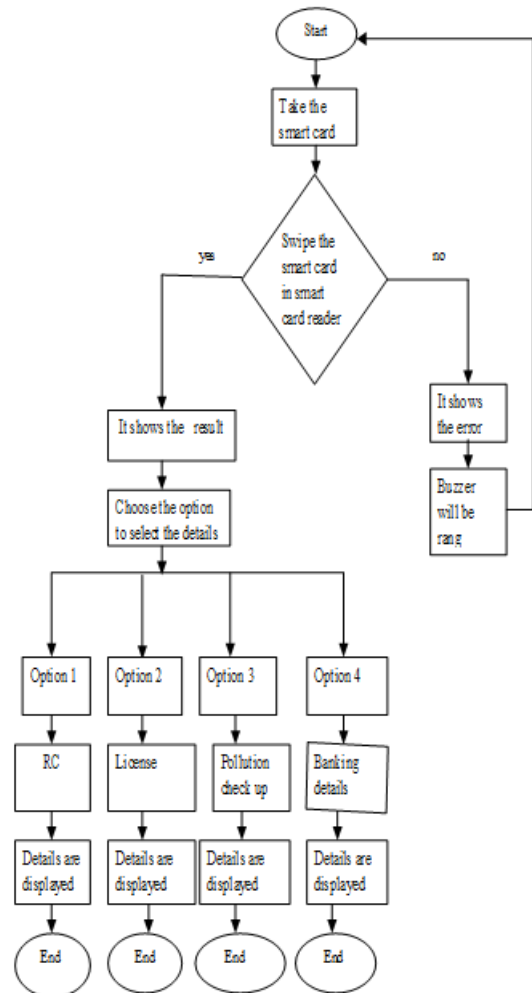 Start
Take the
smart card
Swipe the
smart card
in smart
card reader
yes
no
It shows the result
It shows
the error
Choose the option
to select the details
Buzzer
will be
rang
Option 1
Option 2
Option 3
Option 4
RC
License
Pollution
check up
Banking
details
Details are
displayed
Details are
displayed
Details are
displayed
Details are
displayed
End
End
End
End